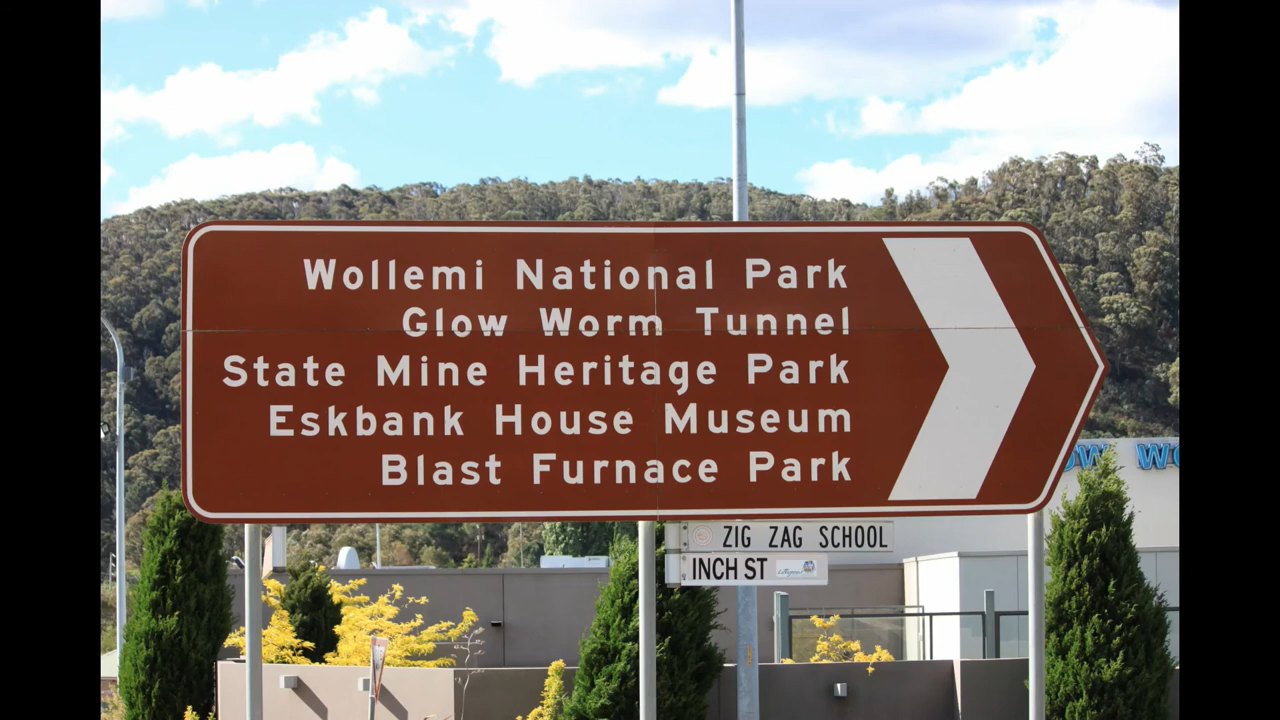 Wollemi National Park
Glow Worm Tunnel
State Mine Heritage Park
Eskbank House Museum
Blast Furnace Park
ZIG ZAG SCHOOL
INCH ST